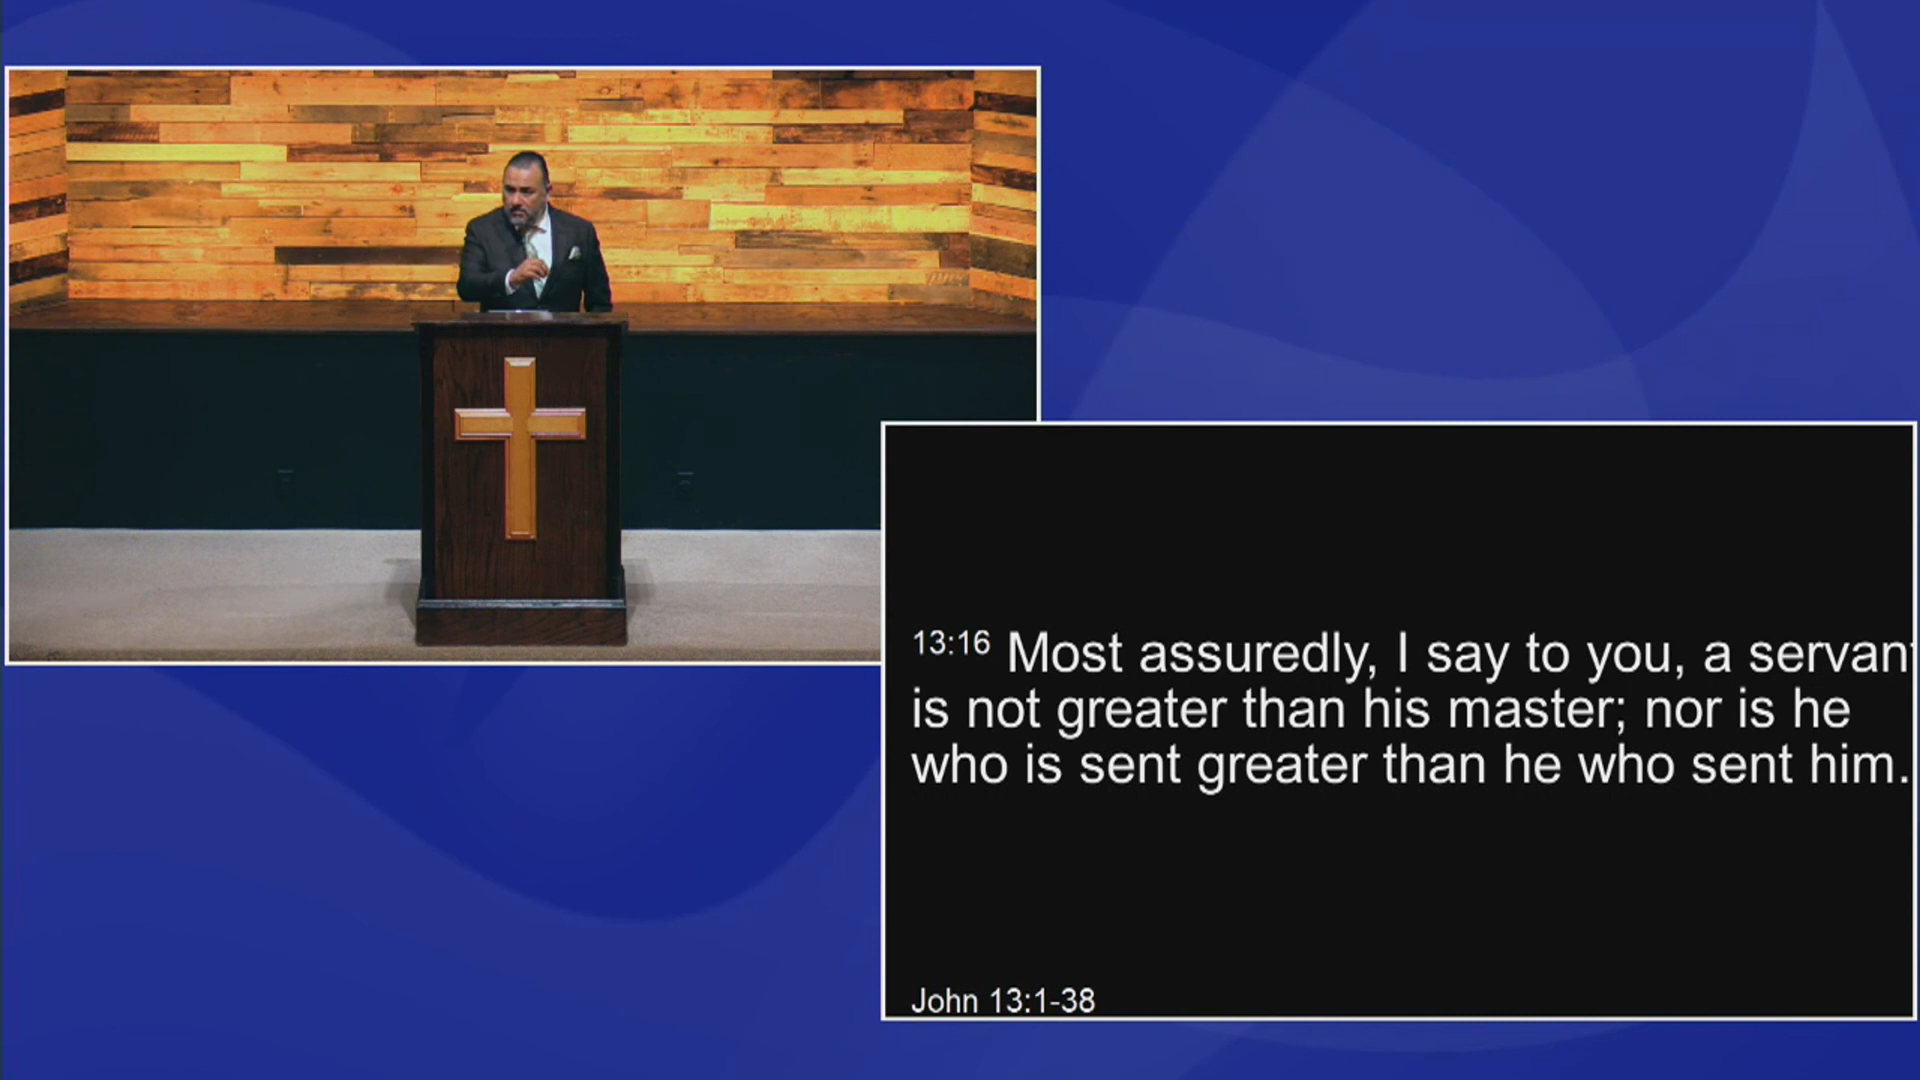 13:16 Most assuredly, I say to you, a servant
is not greater than his master; nor is he
who is sent greater than he who sent him.
John 13:1-38